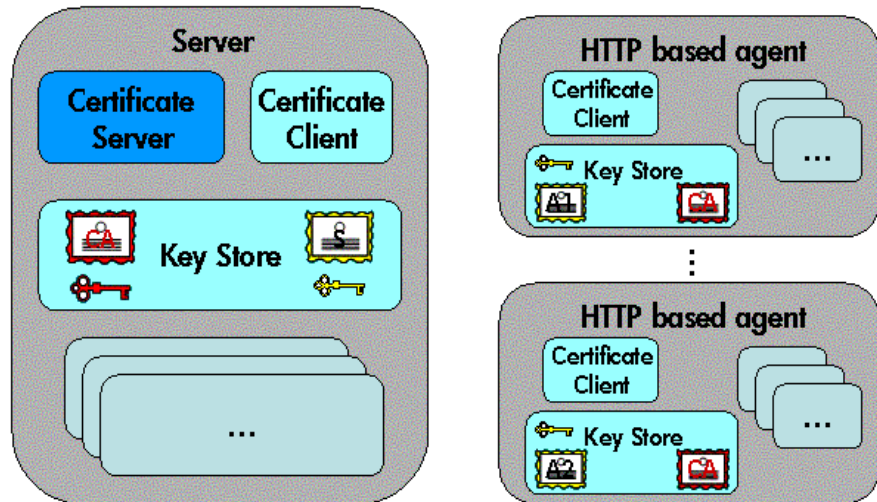 Server
Certificate
Server
Certificate
Client
CA
S
Key Store
...
HTTP based agent
Certificate
Client
...
Key Store
A1
CA
...
HTTP based agent
Certificate
Client
...
Key Store
A2
CA